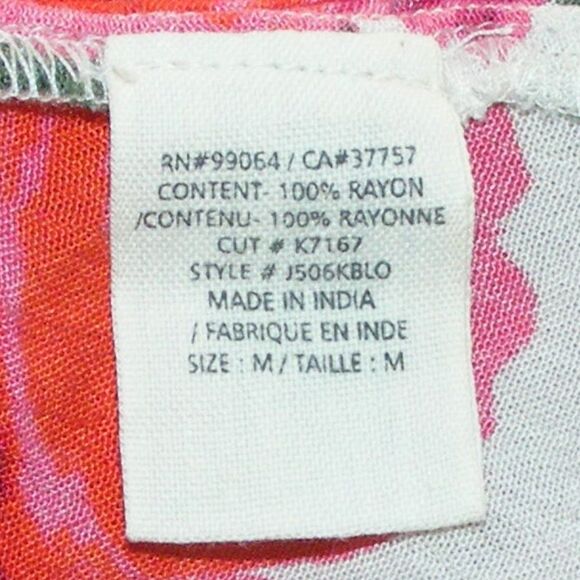 RN#99064 / CA#37757
CONTENT- 100% RAYON
/CONTENU- 100% RAYONNE
CUT # K7167
STYLE # J506KBLO
MADE IN INDIA
/ FABRIQUE EN INDE
SIZE : M / TAILLE : M